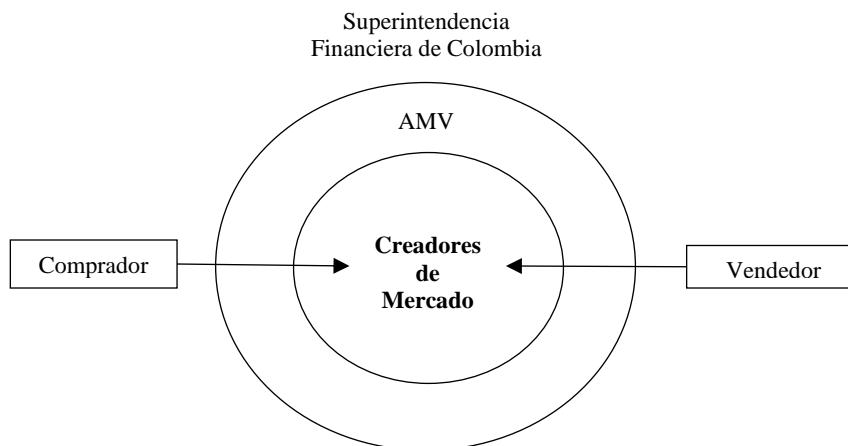 Superintendencia
Financiera de Colombia
AMV
Comprador
Creadores
de
Mercado
Vendedor